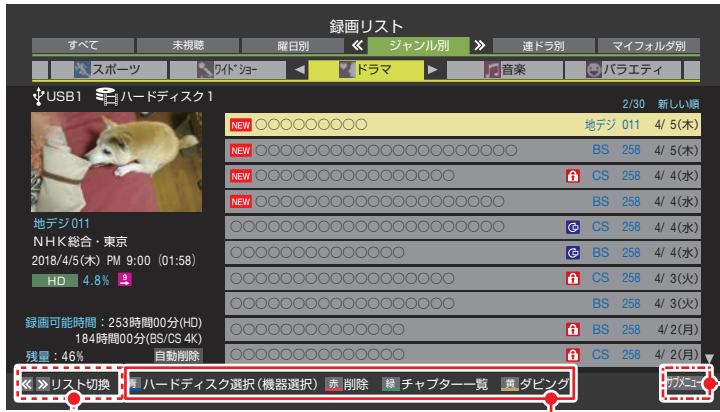 録画リスト
すべて 未視聴 曜日別 ジャンル別 連ドラ別 マイフォルダ別
スポーツ ワイドショー ドラマ 音楽 バラエティ
USB1 ハードディスク1
2/30 新しい順
NEW ○○○○○○○○○ 地デジ 011 4/ 5(木)
NEW ○○○○○○○○○○○○○○○○○○○○○ BS 258 4/ 5(木)
NEW ○○○○○○○○○○○○○○○○ CS 258 4/ 4(水)
NEW ○○○○○○○○○○○○○○○○○○○○ BS 258 4/ 4(水)
○○○○○○○○○○○○○○○○○○○○○○ CS 258 4/ 4(水)
○○○○○○○○○○○○○○ BS 258 4/ 4(水)
○○○○○○○○○○○○○○○○○○ CS 258 4/ 3(火)
○○○○○○○○○○○○○○○○○○ BS 258 4/ 3(火)
○○○○○○○○○○○○○○ BS 258 4/ 2(月)
○○○○○○○○○○○○○○ CS 258 4/ 2(月)
地デジ011
NHK総合・東京
2018/4/5(木) PM 9:00 (01:58)
HD 4.8% 9
録画可能時間：253時間00分(HD)
184時間00分(BS/CS 4K)
残量：46% 自動削除
リスト切換 青 ハードディスク選択(機器選択) 赤 削除 緑 チャプター一覧 黄 ダビング サブメニュー